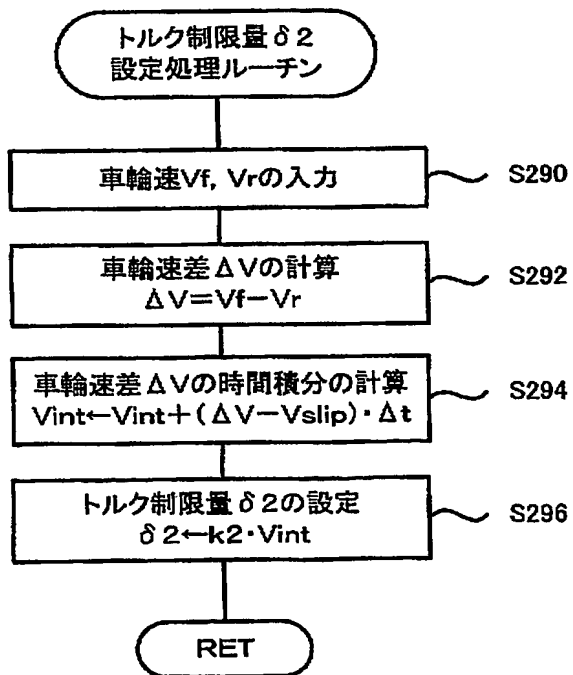 トルク制限量δ2
設定処理ルーチン
車輪速Vf, Vrの入力
S290
車輪速差ΔVの計算
ΔV=Vf-Vr
S292
車輪速差ΔVの時間積分の計算
Vint←Vint+(ΔV-Vslip)・Δt
S294
トルク制限量δ2の設定
δ2←k2・Vint
S296
RET